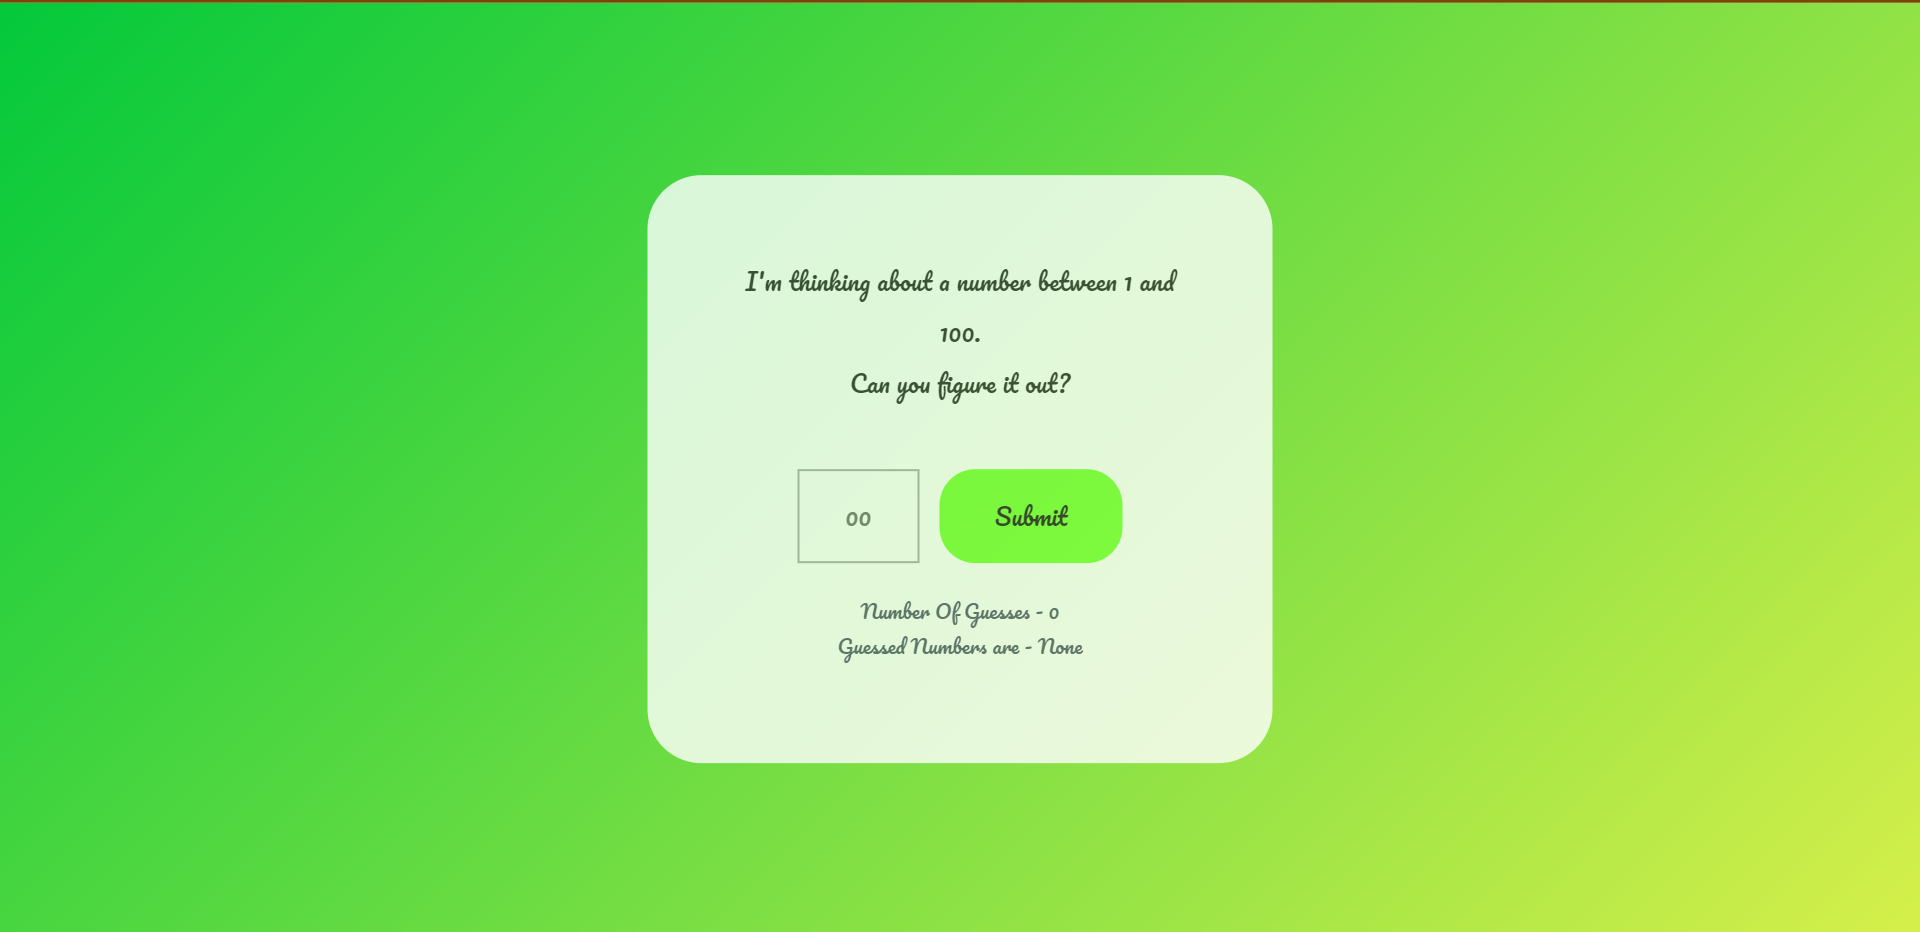 I'm thinking about a number between 1 and
100.
Can you figure it out?
00
Submit
Number Of Guesses - 0
Guessed Numbers are - None